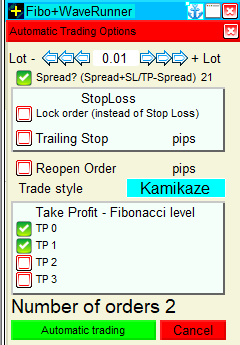 Fibo+WaveRunner
Automatic Trading Options
Lot - 0.01 + Lot
Spread? (Spread+SL/TP-Spread) 21
StopLoss
Lock order (instead of Stop Loss)
Trailing Stop pips
Reopen Order pips
Trade style Kamikaze
Take Profit - Fibonacci level
TP 0
TP 1
TP 2
TP 3
Number of orders 2
Automatic trading Cancel